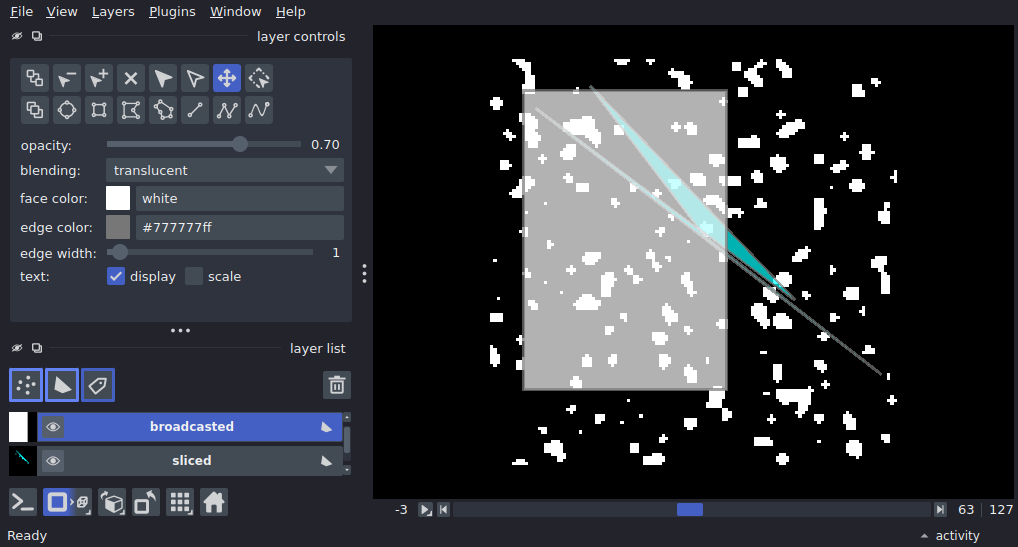 File View Layers Plugins Window Help
layer controls
opacity: 0.70
blending: translucent
face color: white
edge color: #777777ff
edge width: 1
text: display scale
layer list
broadcasted
sliced
-3 63 127
Ready activity